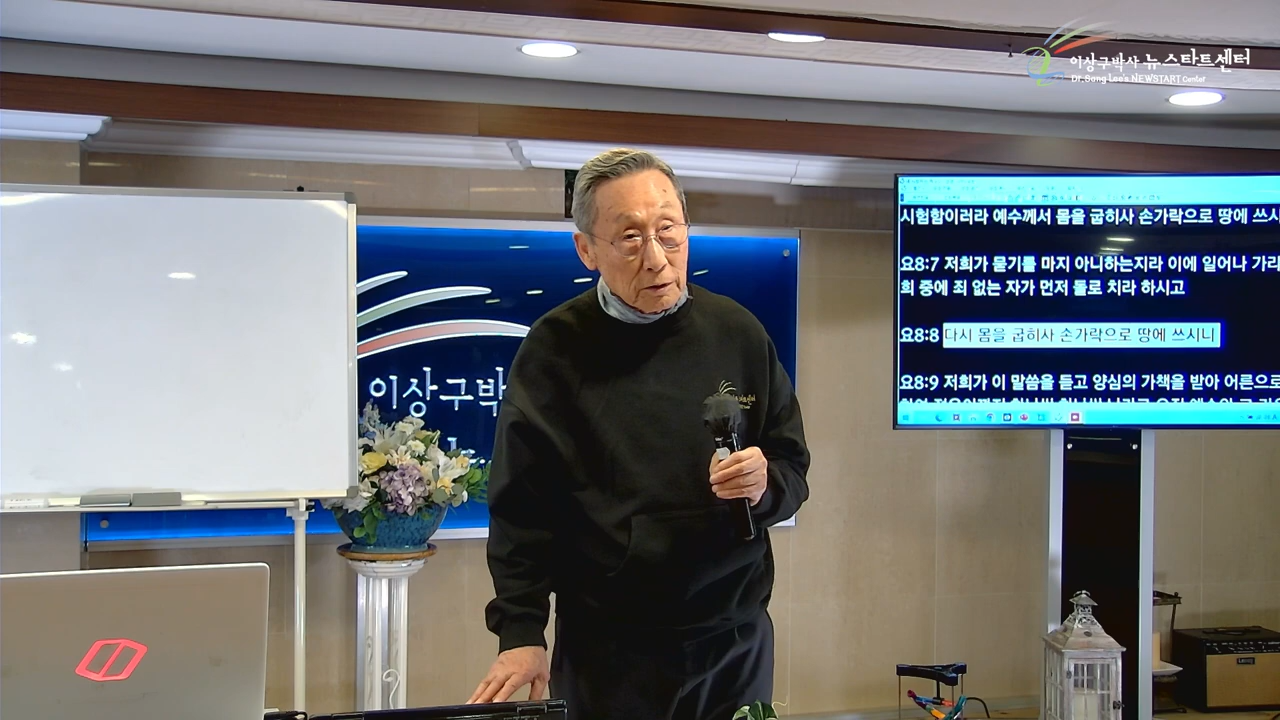 이상구박사 뉴스타트센터
Dr. Sang Lee's NEWSTART Center
시험함이러라 예수께서 몸을 굽히사 손가락으로 땅에 쓰시
요8:7 저희가 묻기를 마지 아니하는지라 이에 일어나 가라
희 중에 죄 없는 자가 먼저 돌로 치라 하시고
요8:8 다시 몸을 굽히사 손가락으로 땅에 쓰시니
요8:9 저희가 이 말씀을 듣고 양심의 가책을 받아 어른으로
이상구박